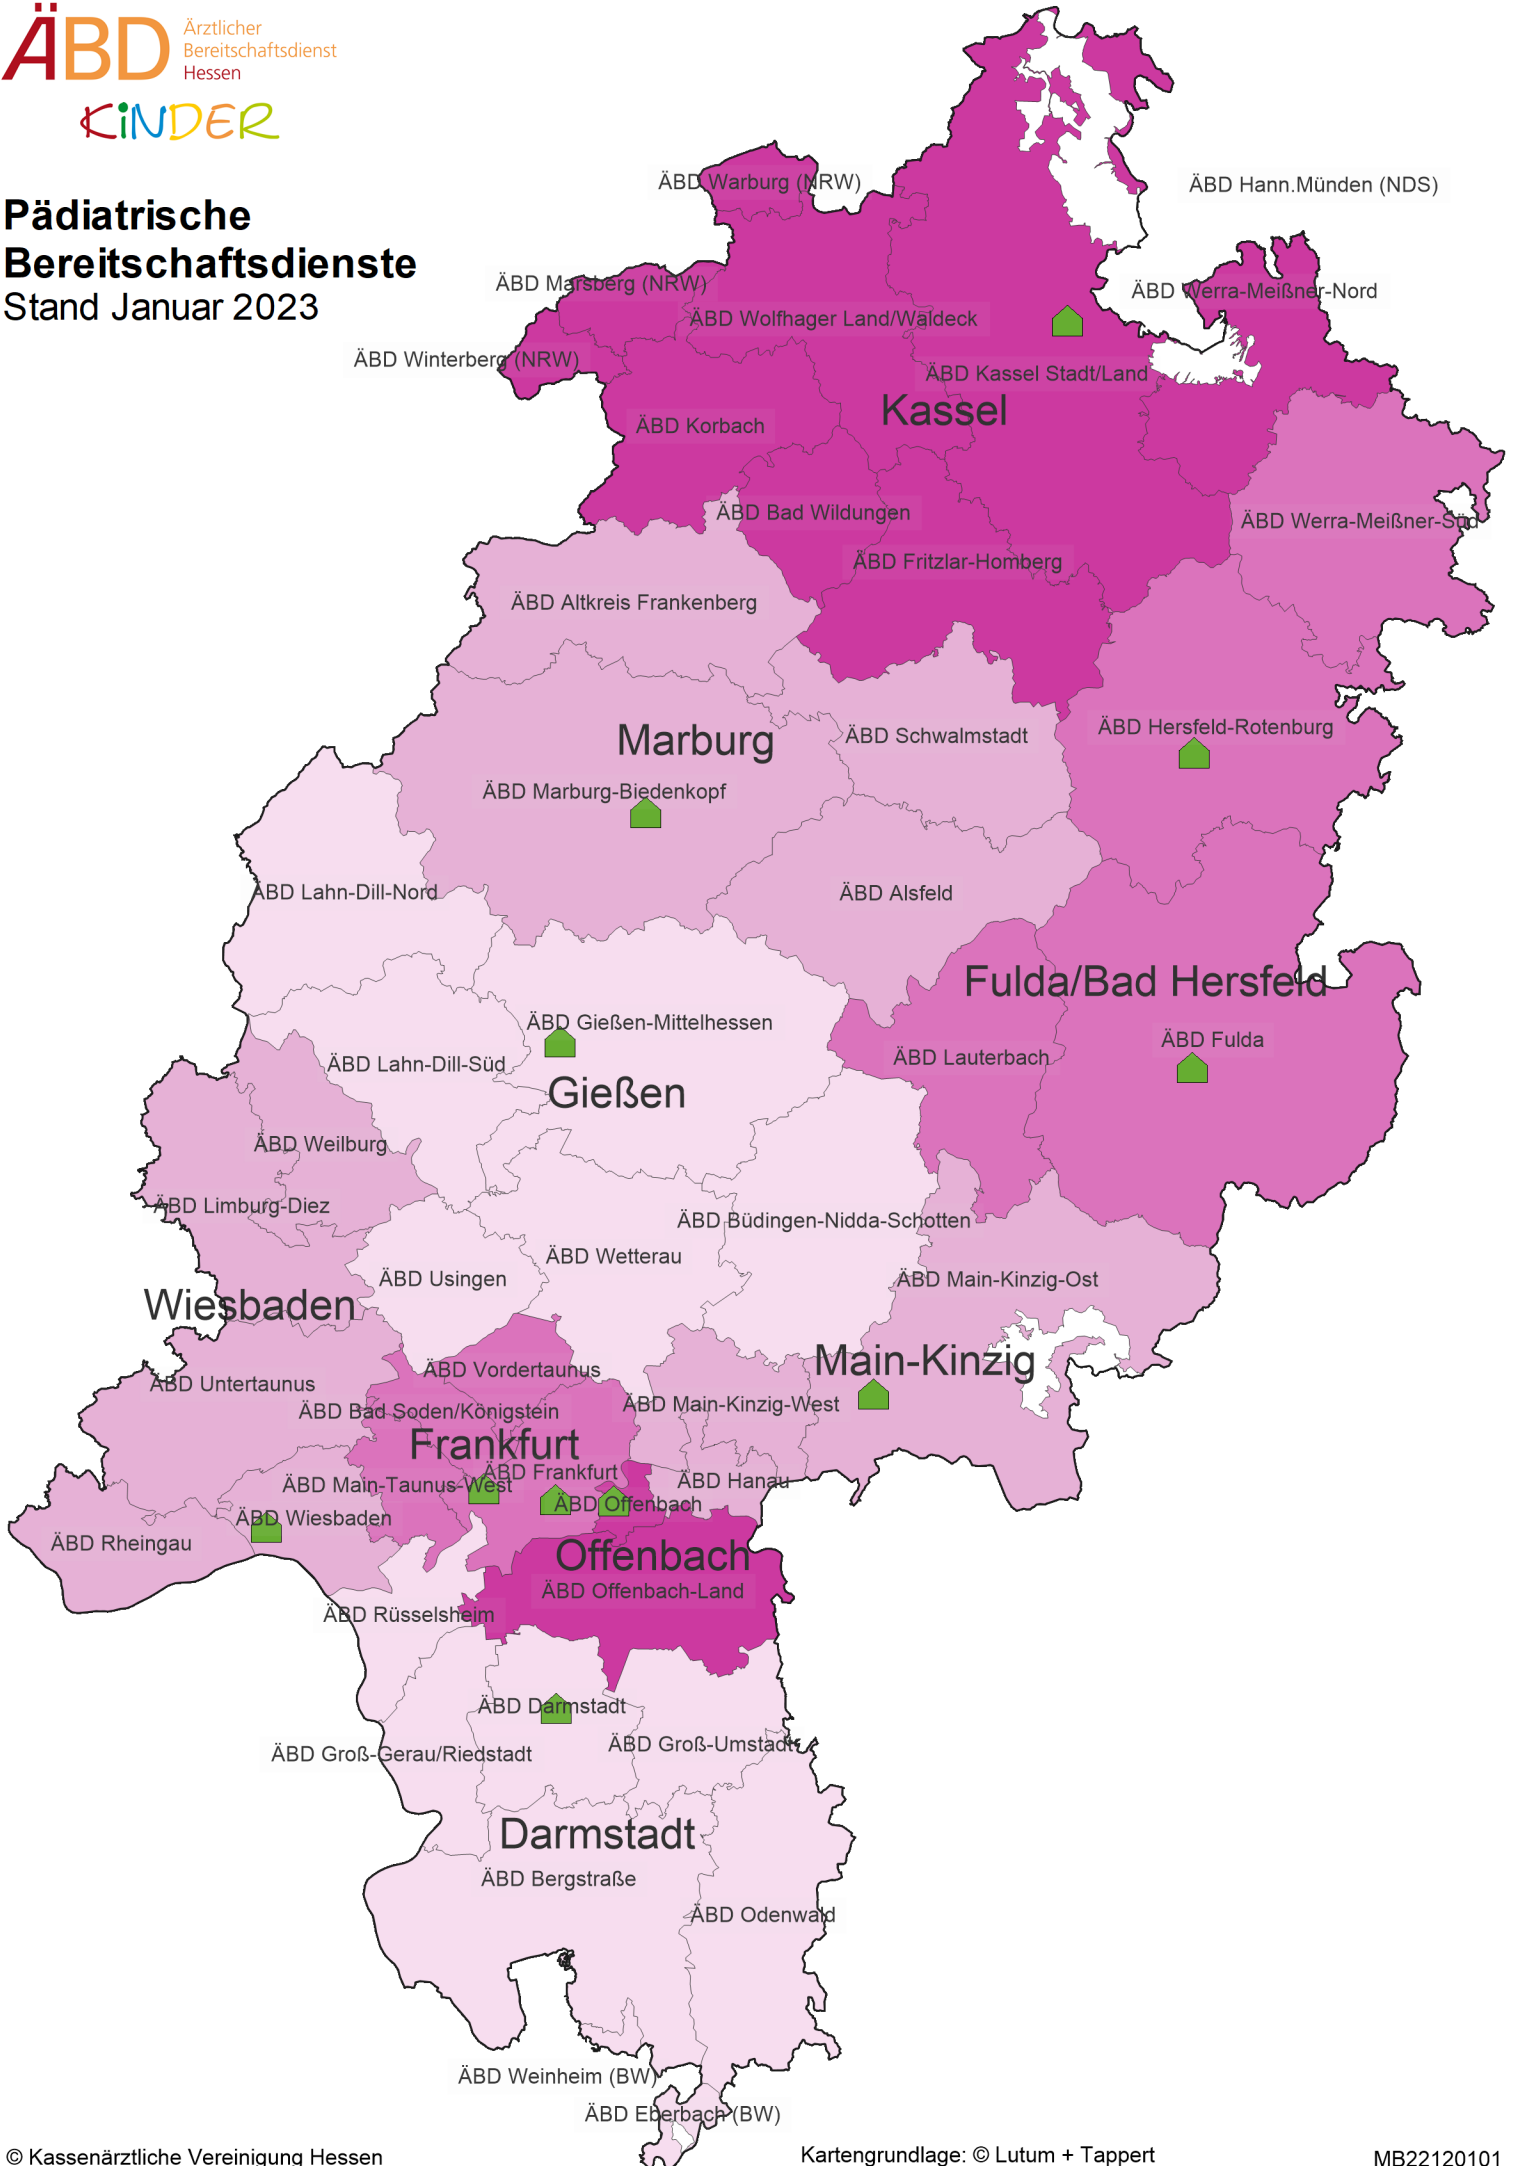 ÄBD
Ärztlicher
Bereitschaftsdienst
Hessen
KiNDER
Pädiatrische
Bereitschaftsdienste
Stand Januar 2023
ÄBD Warburg (NRW)
ÄBD Hann.Münden (NDS)
ÄBD Marsberg (NRW)
ÄBD Werra-Meißner-Nord
ÄBD Wolfhager Land/Waldeck
ÄBD Winterberg (NRW)
ÄBD Kassel Stadt/Land
Kassel
ÄBD Korbach
ÄBD Bad Wildungen
ÄBD Werra-Meißner-Süd
ÄBD Fritzlar-Homberg
ÄBD Altkreis Frankenberg
ÄBD Hersfeld-Rotenburg
ÄBD Schwalmstadt
Marburg
ÄBD Marburg-Biedenkopf
ÄBD Lahn-Dill-Nord
ÄBD Alsfeld
Fulda/Bad Hersfeld
ÄBD Gießen-Mittelhessen
ÄBD Fulda
ÄBD Lauterbach
ÄBD Lahn-Dill-Süd
Gießen
ÄBD Weilburg
ÄBD Limburg-Diez
ÄBD Büdingen-Nidda-Schotten
ÄBD Wetterau
ÄBD Usingen
ÄBD Main-Kinzig-Ost
Wiesbaden
Main-Kinzig
ÄBD Vordertaunus
ÄBD Untertaunus
ÄBD Main-Kinzig-West
ÄBD Bad Soden/Königstein
Frankfurt
ÄBD Frankfurt
ÄBD Hanau
ÄBD Main-Taunus-West
ÄBD Offenbach
ÄBD Wiesbaden
ÄBD Rheingau
Offenbach
ÄBD Offenbach-Land
ÄBD Rüsselsheim
ÄBD Darmstadt
ÄBD Groß-Umstadt
ÄBD Groß-Gerau/Riedstadt
Darmstadt
ÄBD Bergstraße
ÄBD Odenwald
ÄBD Weinheim (BW)
ÄBD Eberbach (BW)
© Kassenärztliche Vereinigung Hessen
Kartengrundlage: © Lutum + Tappert
MB22120101